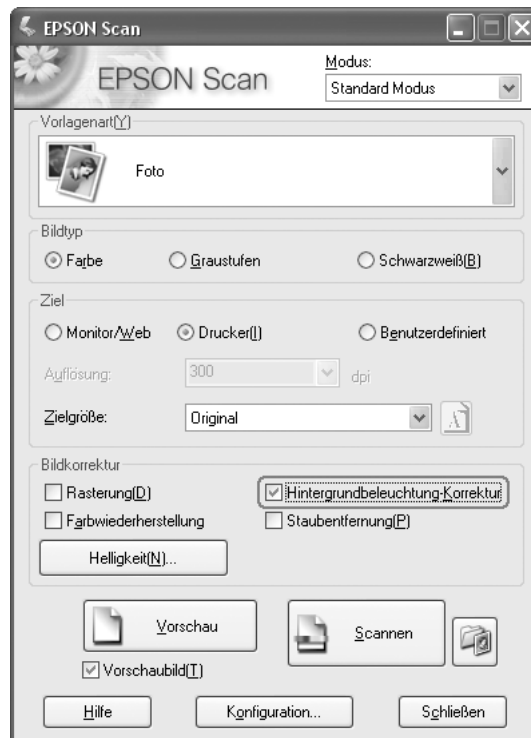 EPSON Scan
EPSON Scan
Modus:
Standard Modus
Vorlagenart(Y)
Foto
Bildtyp
Farbe Graustufen Schwarzweiß(B)
Ziel
Monitor/Web Drucker(I) Benutzerdefiniert
Auflösung: 300 dpi
Zielgröße: Original
Bildkorrektur
Rasterung(D) Hintergrundbeleuchtung-Korrektur
Farbwiederherstellung Staubentfernung(P)
Helligkeit(N)...
Vorschau Scannen
Vorschaubild(T)
Hilfe Konfiguration... Schließen